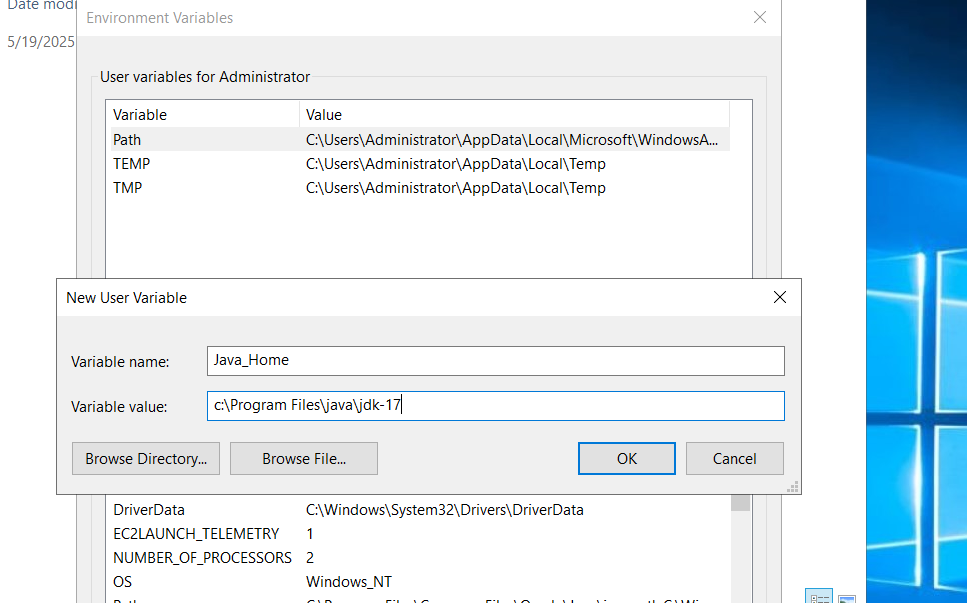 Date modi
Environment Variables
5/19/2025
User variables for Administrator
Variable Value
Path C:\Users\Administrator\AppData\Local\Microsoft\WindowsA...
TEMP C:\Users\Administrator\AppData\Local\Temp
TMP C:\Users\Administrator\AppData\Local\Temp
New User Variable
Variable name: Java_Home
Variable value: c:\Program Files\java\jdk-17
Browse Directory... Browse File... OK Cancel
DriverData C:\Windows\System32\Drivers\DriverData
EC2LAUNCH_TELEMETRY 1
NUMBER_OF_PROCESSORS 2
OS Windows_NT